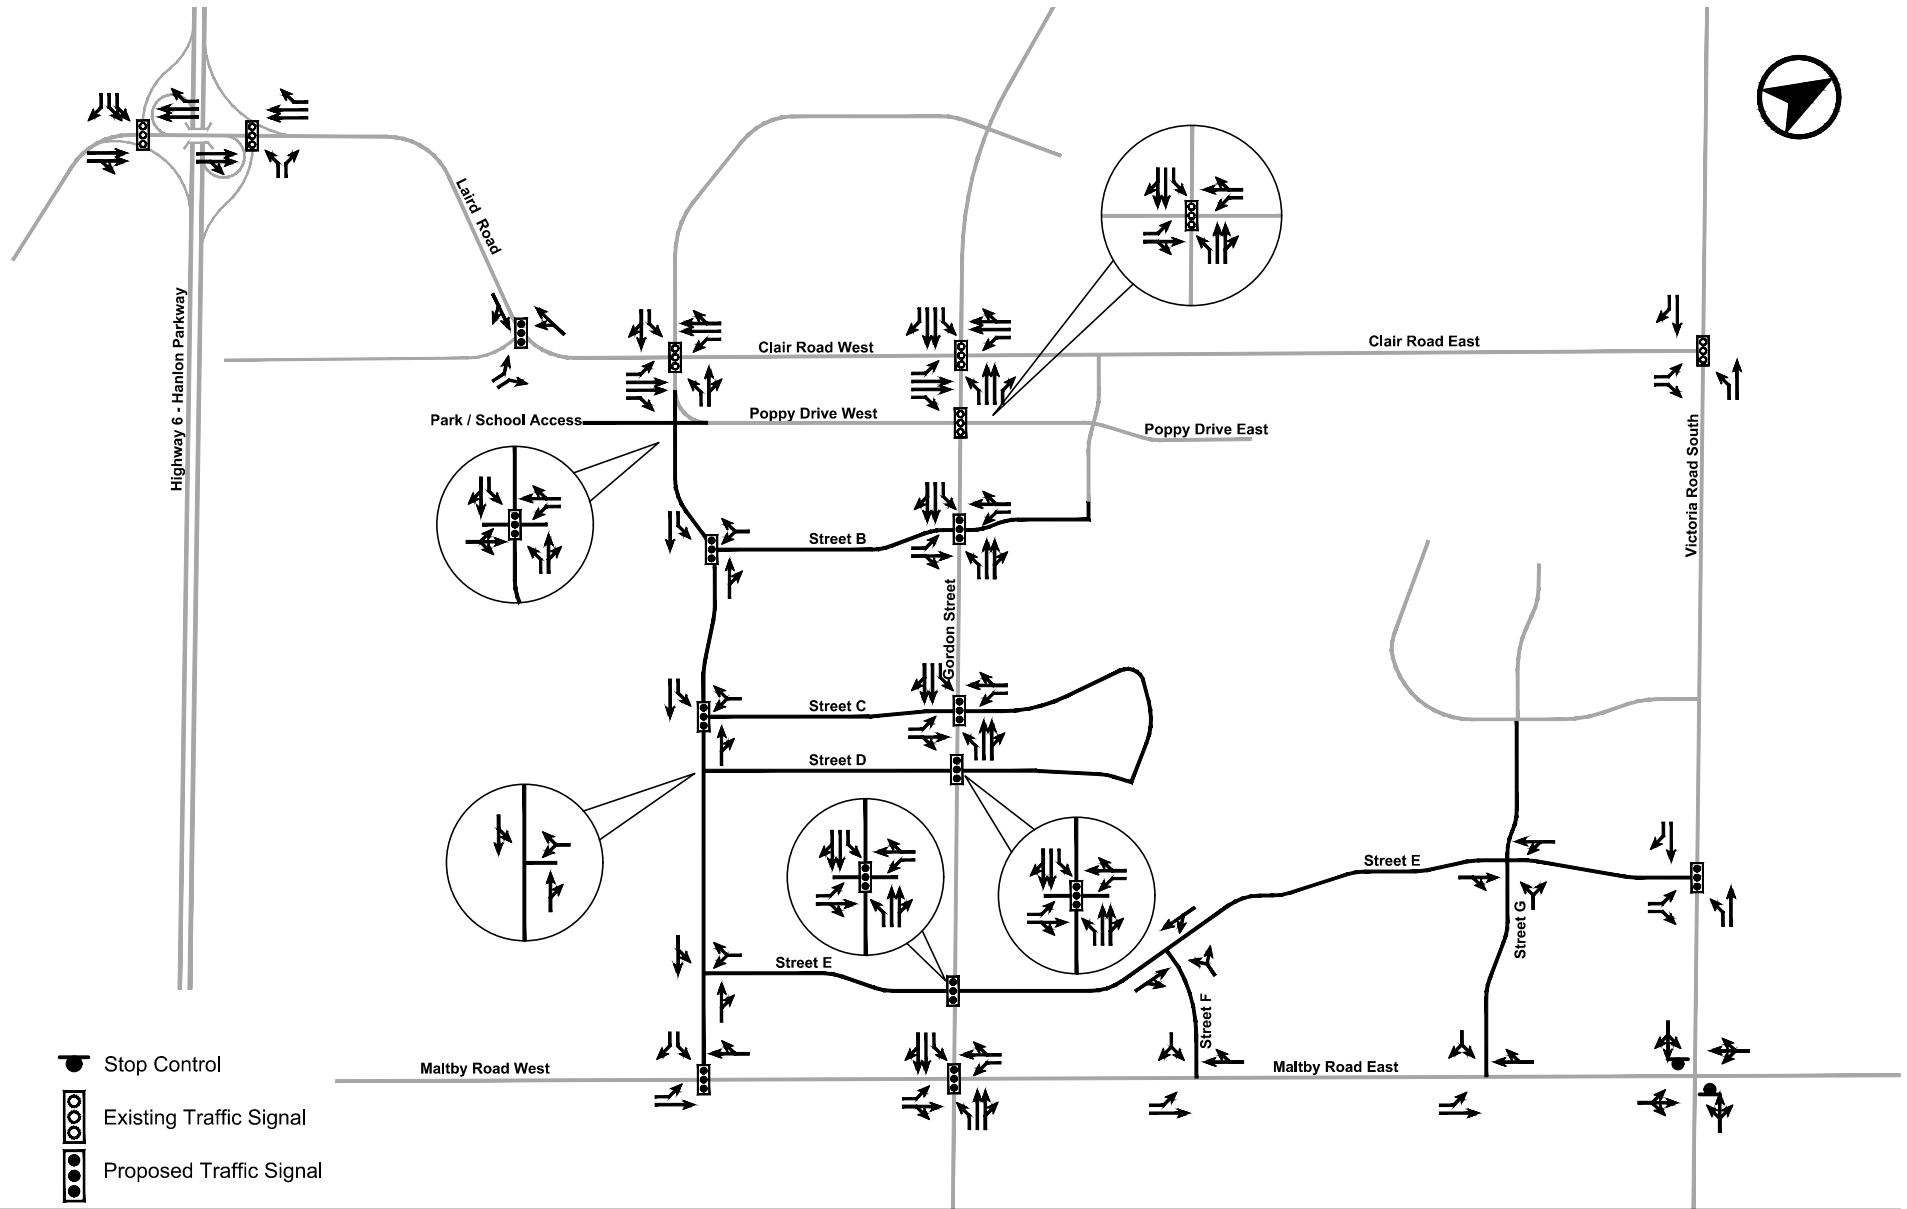 Laird Road
Highway 6 - Hanlon Parkway
Clair Road West
Clair Road East
Park / School Access
Poppy Drive West
Poppy Drive East
Victoria Road South
Street B
Gordon Street
Street C
Street D
Street E
Street G
Street E
Street F
Maltby Road West
Maltby Road East
Stop Control
Existing Traffic Signal
Proposed Traffic Signal